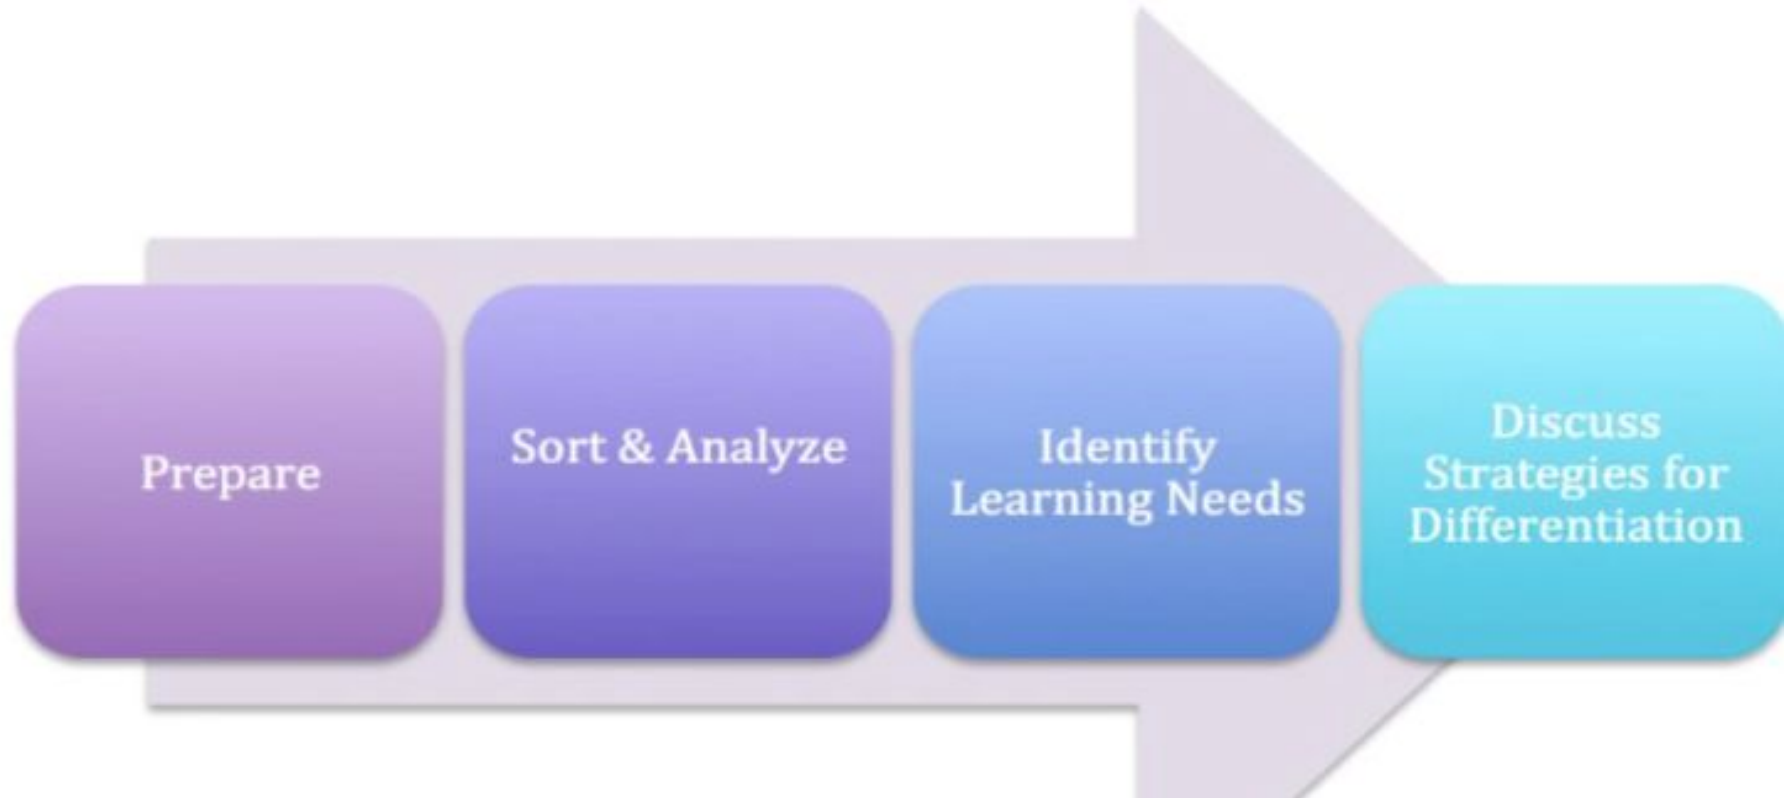 Prepare
Sort & Analyze
Identify
Learning Needs
Discuss
Strategies for
Differentiation